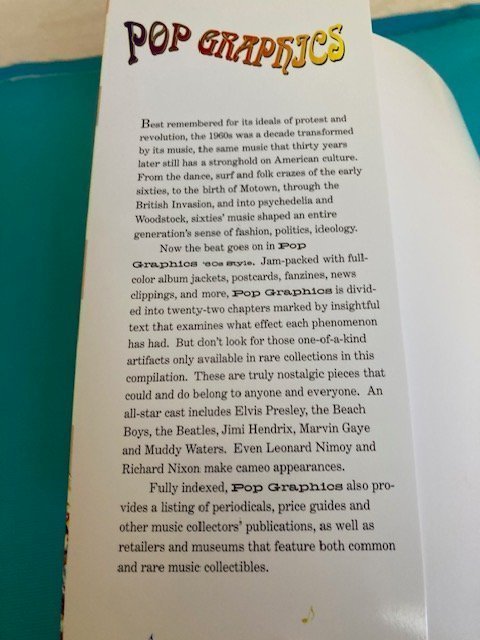 POP GRAPHICS
Best remembered for its ideals of protest and
revolution, the 1960s was a decade transformed
by its music, the same music that thirty years
later still has a stronghold on American culture.
From the dance, surf and folk crazes of the early
sixties, to the birth of Motown, through the
British Invasion, and into psychedelia and
Woodstock, sixties' music shaped an entire
generation's sense of fashion, politics, ideology.
Now the beat goes on in Pop
Graphics '60s style. Jam-packed with full-
color album jackets, postcards, fanzines, news
clippings, and more, Pop Graphics is divid-
ed into twenty-two chapters marked by insightful
text that examines what effect each phenomenon
has had. But don't look for those one-of-a-kind
artifacts only available in rare collections in this
compilation. These are truly nostalgic pieces that
could and do belong to anyone and everyone. An
all-star cast includes Elvis Presley, the Beach
Boys, the Beatles, Jimi Hendrix, Marvin Gaye
and Muddy Waters. Even Leonard Nimoy and
Richard Nixon make cameo appearances.
Fully indexed, Pop Graphics also pro-
vides a listing of periodicals, price guides and
other music collectors' publications, as well as
retailers and museums that feature both common
and rare music collectibles.